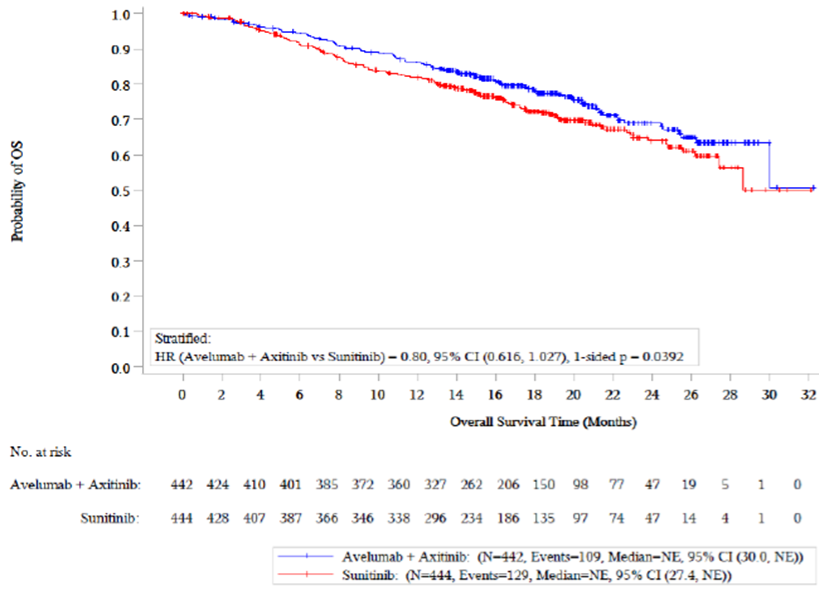 1.0
0.9
0.8
0.7
0.6
0.5
0.4
0.3
0.2
0.1
0.0
Probability of OS
Stratified:
HR (Avelumab + Axitinib vs Sunitinib) = 0.80, 95% CI (0.616, 1.027), 1-sided p = 0.0392
0 2 4 6 8 10 12 14 16 18 20 22 24 26 28 30 32
Overall Survival Time (Months)
No. at risk
Avelumab + Axitinib: 442 424 410 401 385 372 360 327 262 206 150 98 77 47 19 5 1 0
Sunitinib: 444 428 407 387 366 346 338 296 234 186 135 97 74 47 14 4 1 0
Avelumab + Axitinib: (N=442, Events=109, Median=NE, 95% CI (30.0, NE))
Sunitinib: (N=444, Events=129, Median=NE, 95% CI (27.4, NE))